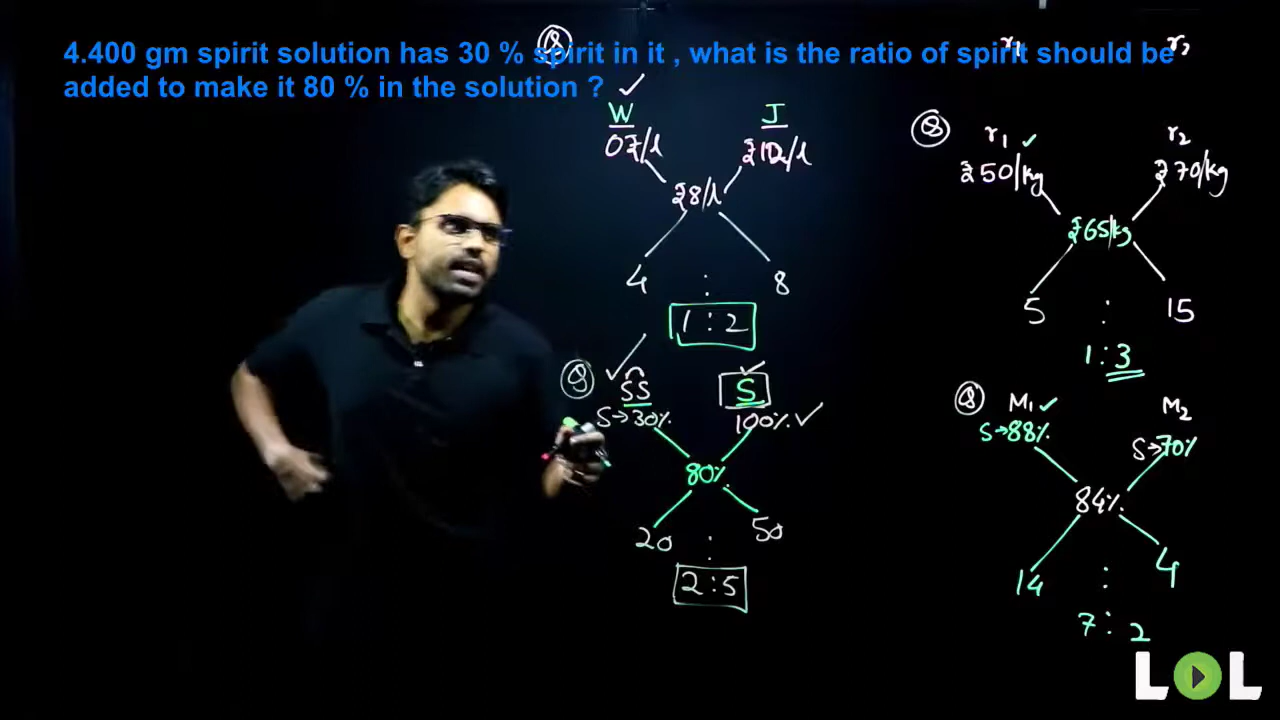 4.400 gm spirit solution has 30 % spirit in it , what is the ratio of spirit should be
added to make it 80 % in the solution ?
Q
r₁ r₂
W J
0₹/l ₹12/l
₹8/l
4 : 8
1 : 2
Q
SS S
S→30% 100%
80%
20 : 50
2 : 5
Q
r₁ r₂
₹50/kg ₹70/kg
₹65/kg
5 : 15
1 : 3
Q
M₁ M₂
S→88% S→70%
84%
14 : 4
7 : 2
LOL